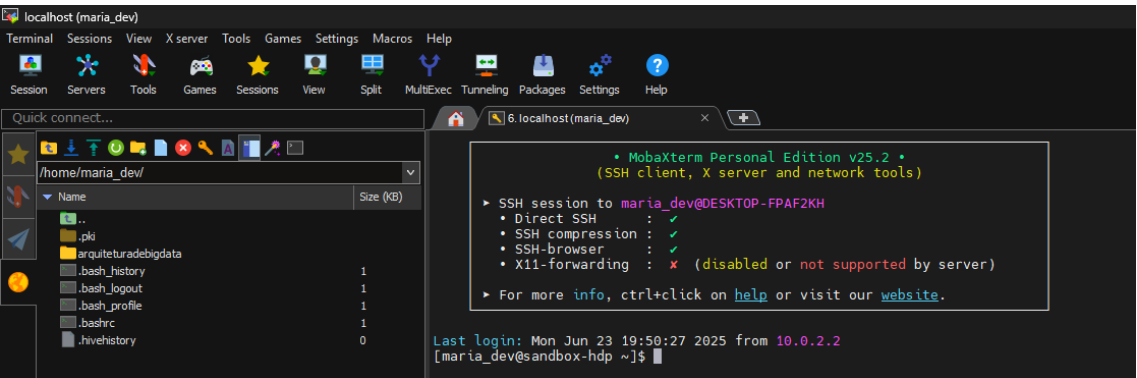 localhost (maria_dev)
Terminal Sessions View X server Tools Games Settings Macros Help
Session Servers Tools Games Sessions View Split MultiExec Tunneling Packages Settings Help
Quick connect...
6. localhost (maria_dev)
/home/maria_dev/
Name Size (KB)
..
.pki
arquiteturadebigdata
.bash_history 1
.bash_logout 1
.bash_profile 1
.bashrc 1
.hivehistory 0
• MobaXterm Personal Edition v25.2 •
(SSH client, X server and network tools)
► SSH session to maria_dev@DESKTOP-FPAF2KH
• Direct SSH : ✔
• SSH compression : ✔
• SSH-browser : ✔
• X11-forwarding : ✘ (disabled or not supported by server)
► For more info, ctrl+click on help or visit our website.
Last login: Mon Jun 23 19:50:27 2025 from 10.0.2.2
[maria_dev@sandbox-hdp ~]$